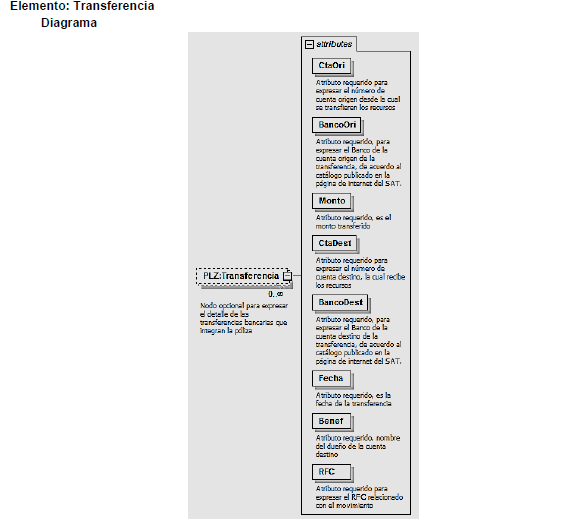 Elemento: Transferencia
Diagrama
attributes
CtaOri
Atributo requerido para
expresar el número de
cuenta origen desde la cual
se transfieren los recursos
BancoOri
Atributo requerido, para
expresar el Banco de la
cuenta origen de la
transferencia, de acuerdo al
catálogo publicado en la
página de internet del SAT.
Monto
Atributo requerido, es el
monto transferido
CtaDest
Atributo requerido para
expresar el número de
cuenta destino, la cual recibe
los recursos
PLZ:Transferencia
0..∞
Nodo opcional para expresar
el detalle de las
transferencias bancarias que
integran la póliza
BancoDest
Atributo requerido, para
expresar el Banco de la
cuenta destino de la
transferencia, de acuerdo al
catálogo publicado en la
página de internet del SAT.
Fecha
Atributo requerido, es la
fecha de la transferencia
Benef
Atributo requerido, nombre
del dueño de la cuenta
destino
RFC
Atributo requerido para
expresar el RFC relacionado
con el movimiento